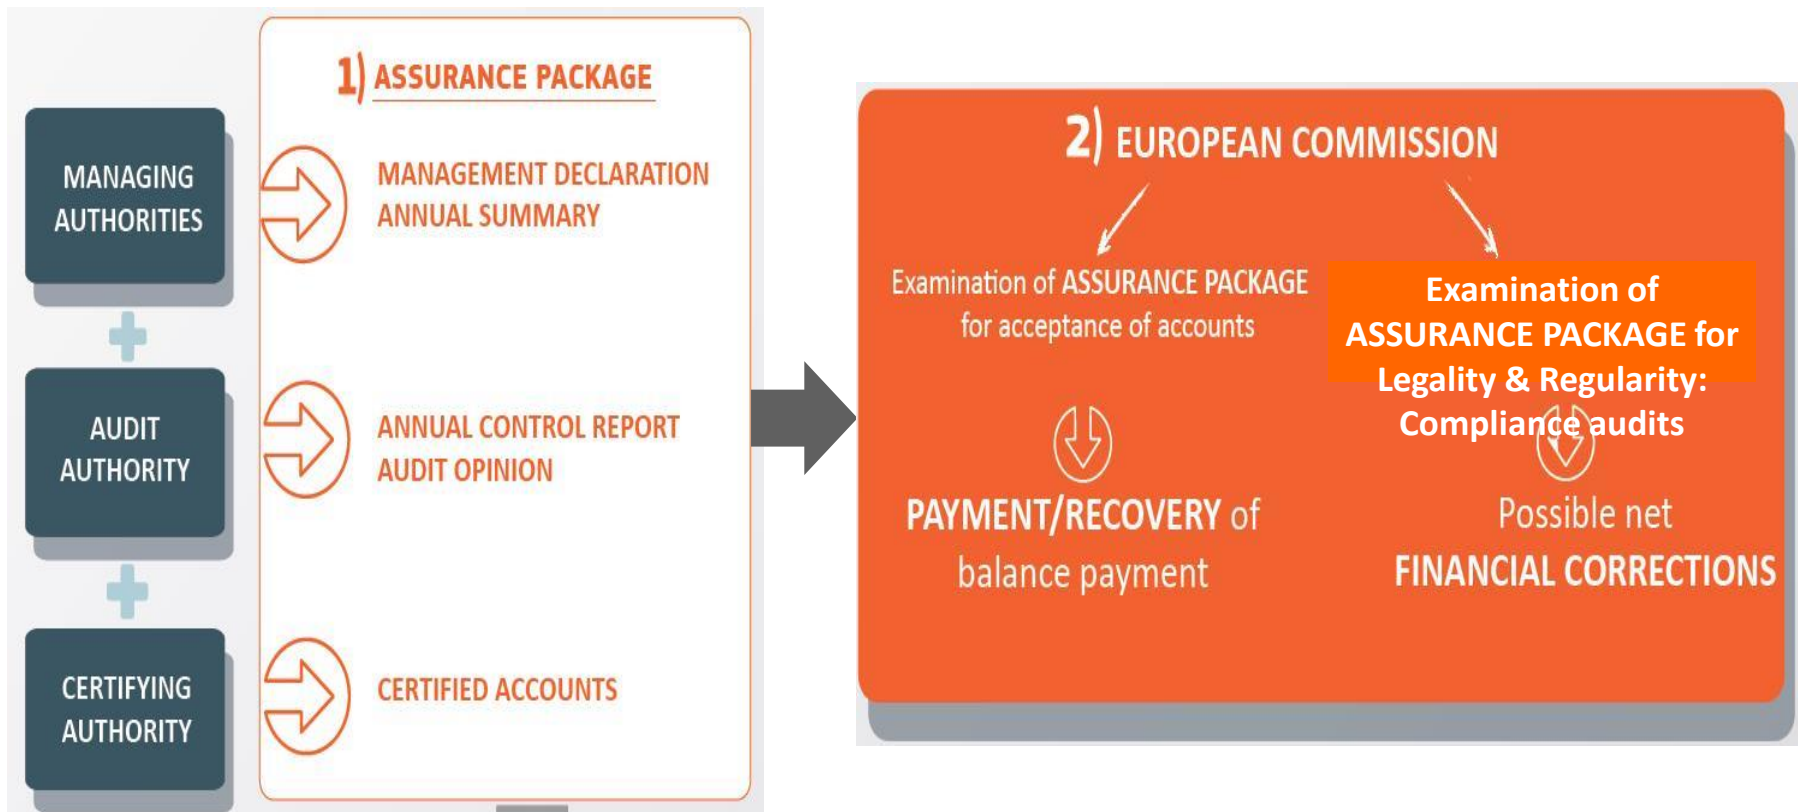 1) ASSURANCE PACKAGE
MANAGING
AUTHORITIES
MANAGEMENT DECLARATION
ANNUAL SUMMARY
AUDIT
AUTHORITY
ANNUAL CONTROL REPORT
AUDIT OPINION
CERTIFYING
AUTHORITY
CERTIFIED ACCOUNTS
2) EUROPEAN COMMISSION
Examination of ASSURANCE PACKAGE
for acceptance of accounts
PAYMENT/RECOVERY of
balance payment
Examination of
ASSURANCE PACKAGE for
Legality & Regularity:
Compliance audits
Possible net
FINANCIAL CORRECTIONS